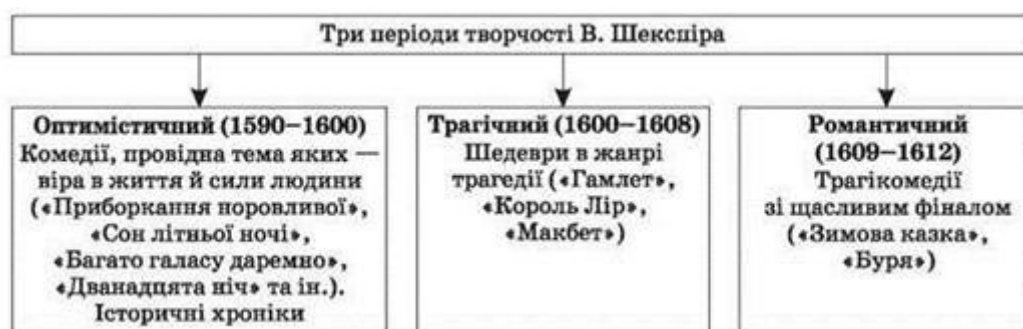 Три періоди творчості В. Шекспіра
Оптимістичний (1590—1600)
Комедії, провідна тема яких —
віра в життя й сили людини
(«Приборкання норовливої»,
«Сон літньої ночі»,
«Багато галасу даремно»,
«Дванадцята ніч» та ін.).
Історичні хроніки
Трагічний (1600—1608)
Шедеври в жанрі
трагедії («Гамлет»,
«Король Лір»,
«Макбет»)
Романтичний
(1609—1612)
Трагікомедії
зі щасливим фіналом
(«Зимова казка»,
«Буря»)